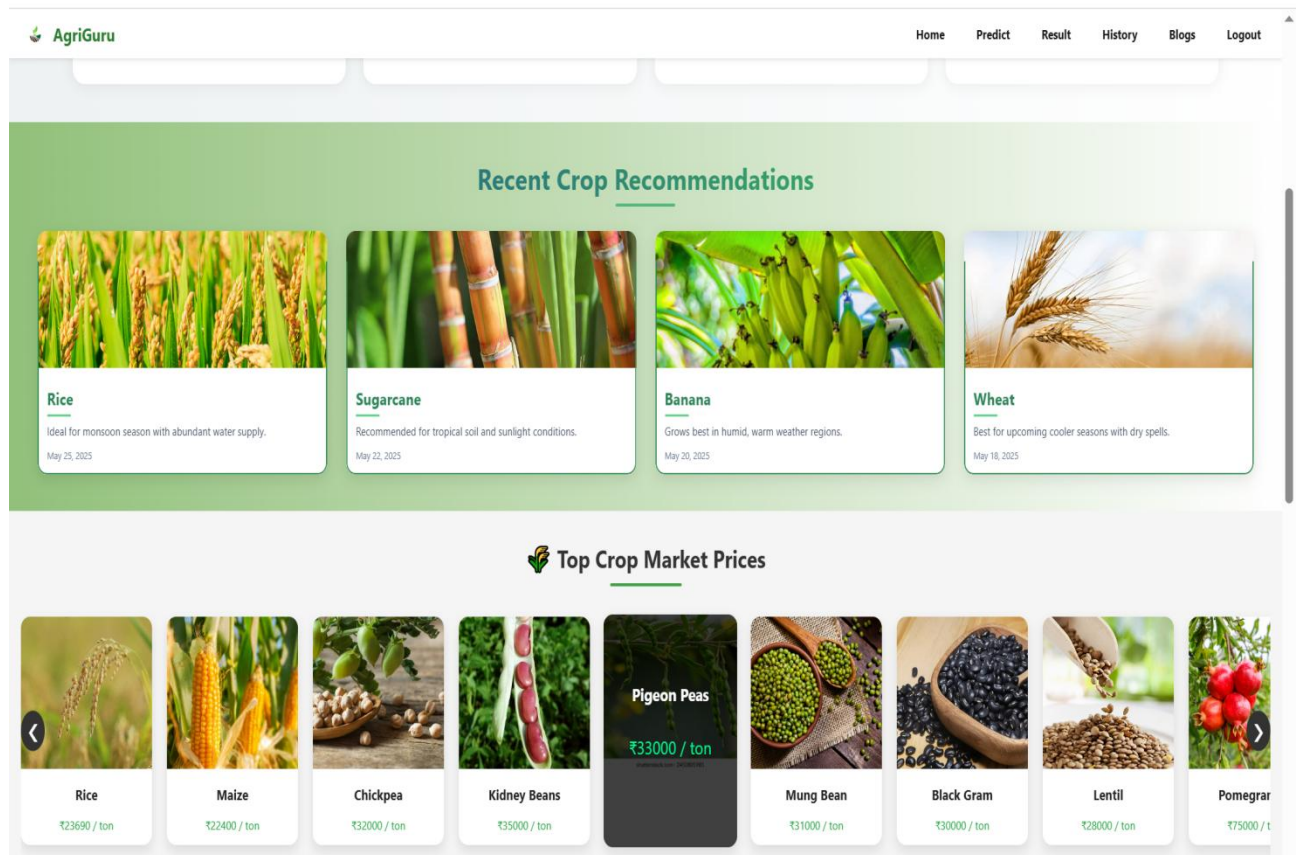 AgriGuru
Home Predict Result History Blogs Logout
Recent Crop Recommendations
Rice
Ideal for monsoon season with abundant water supply.
May 25, 2025
Sugarcane
Recommended for tropical soil and sunlight conditions.
May 22, 2025
Banana
Grows best in humid, warm weather regions.
May 20, 2025
Wheat
Best for upcoming cooler seasons with dry spells.
May 18, 2025
Top Crop Market Prices
Rice
₹23690 / ton
Maize
₹22400 / ton
Chickpea
₹32000 / ton
Kidney Beans
₹35000 / ton
Pigeon Peas
₹33000 / ton
Mung Bean
₹31000 / ton
Black Gram
₹30000 / ton
Lentil
₹28000 / ton
Pomegrar
₹75000 / t